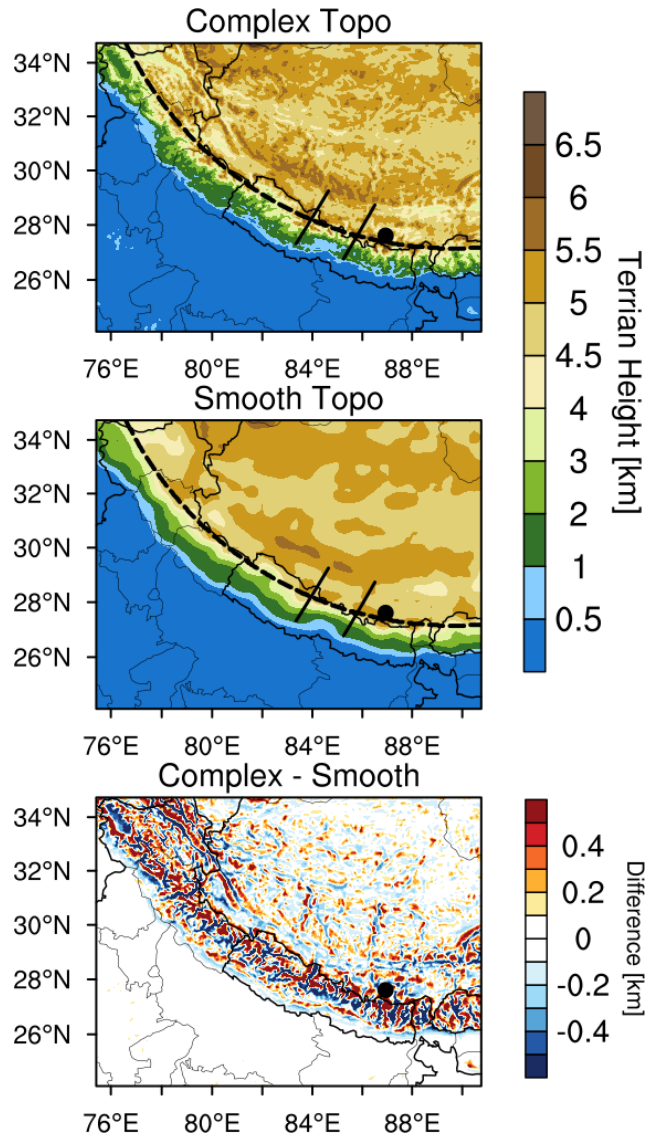 Complex Topo
34°N
32°N
30°N
28°N
26°N
76°E 80°E 84°E 88°E
Smooth Topo
34°N
32°N
30°N
28°N
26°N
76°E 80°E 84°E 88°E
6.5
6
5.5
5
4.5
4
3
2
1
0.5
Terrian Height [km]
Complex - Smooth
34°N
32°N
30°N
28°N
26°N
76°E 80°E 84°E 88°E
0.4
0.2
0
-0.2
-0.4
Difference [km]